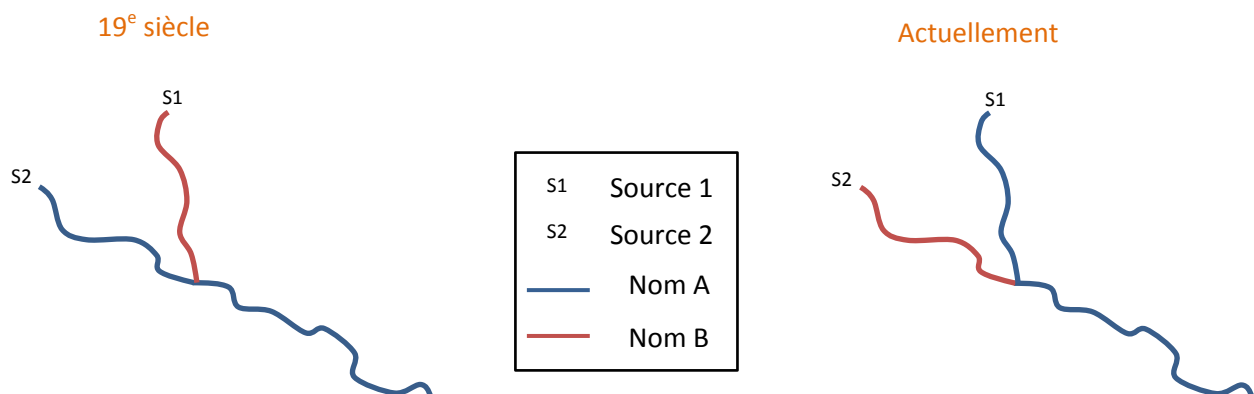 19e siècle
S1
S2
S1 Source 1
S2 Source 2
Nom A
Nom B
Actuellement
S1
S2